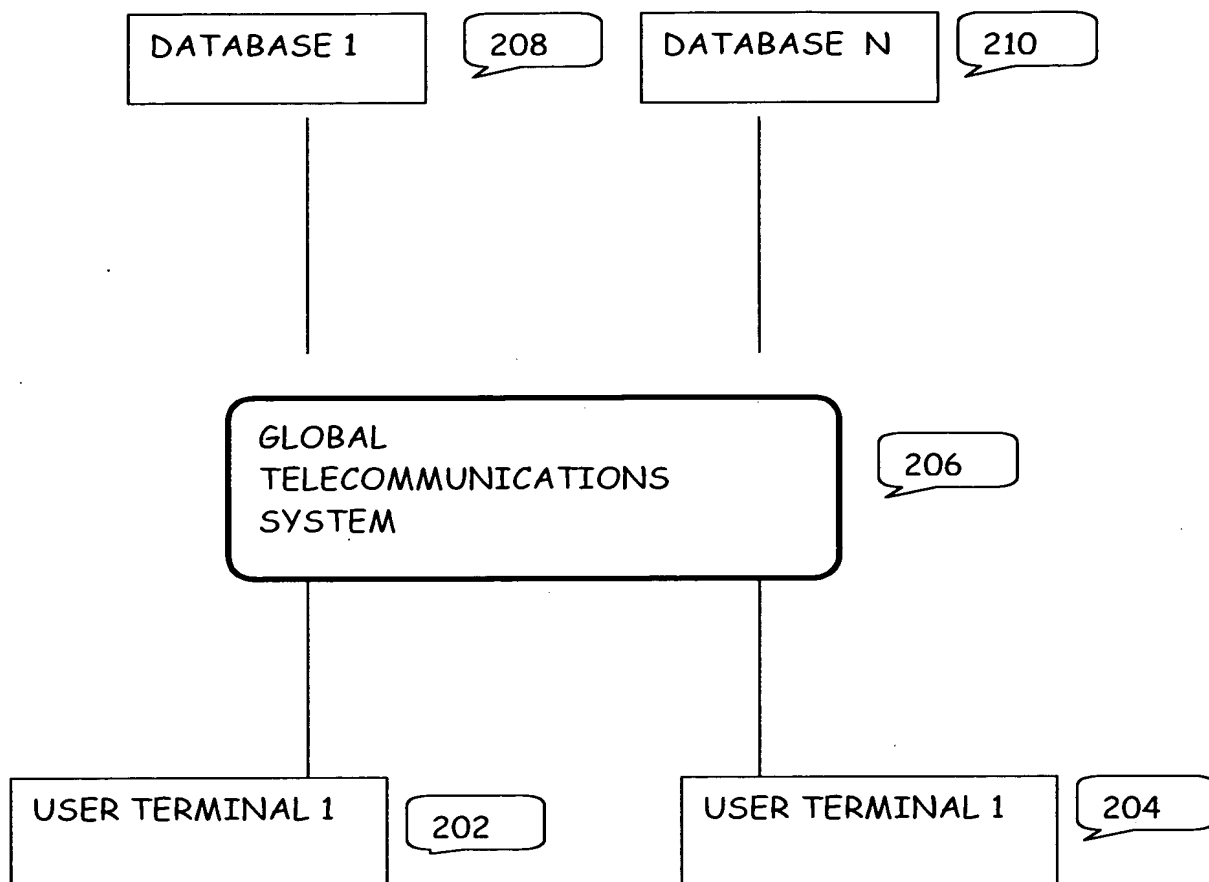 DATABASE 1
208
DATABASE N
210
GLOBAL
TELECOMMUNICATIONS
SYSTEM
206
USER TERMINAL 1
202
USER TERMINAL 1
204